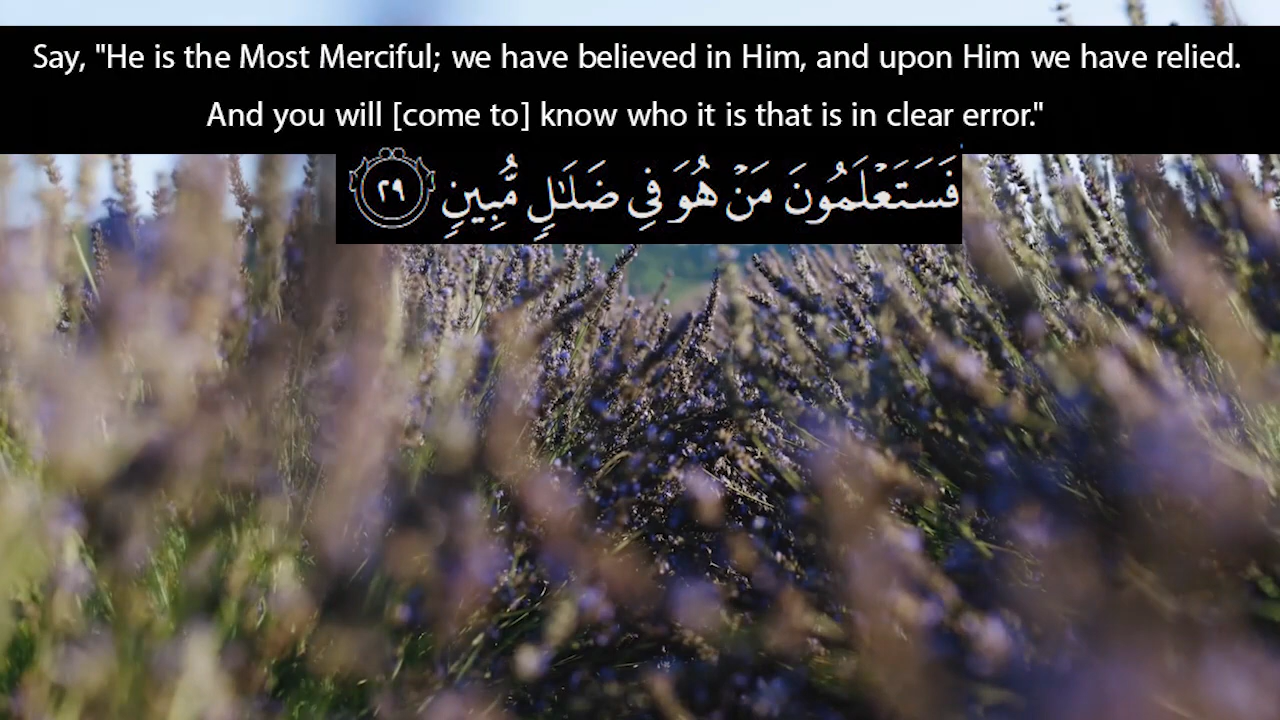 Say, "He is the Most Merciful; we have believed in Him, and upon Him we have relied.
And you will [come to] know who it is that is in clear error."
فَسَتَعْلَمُونَ مَنْ هُوَ فِي ضَلَـٰلٍ مُّبِينٍ ٢٩